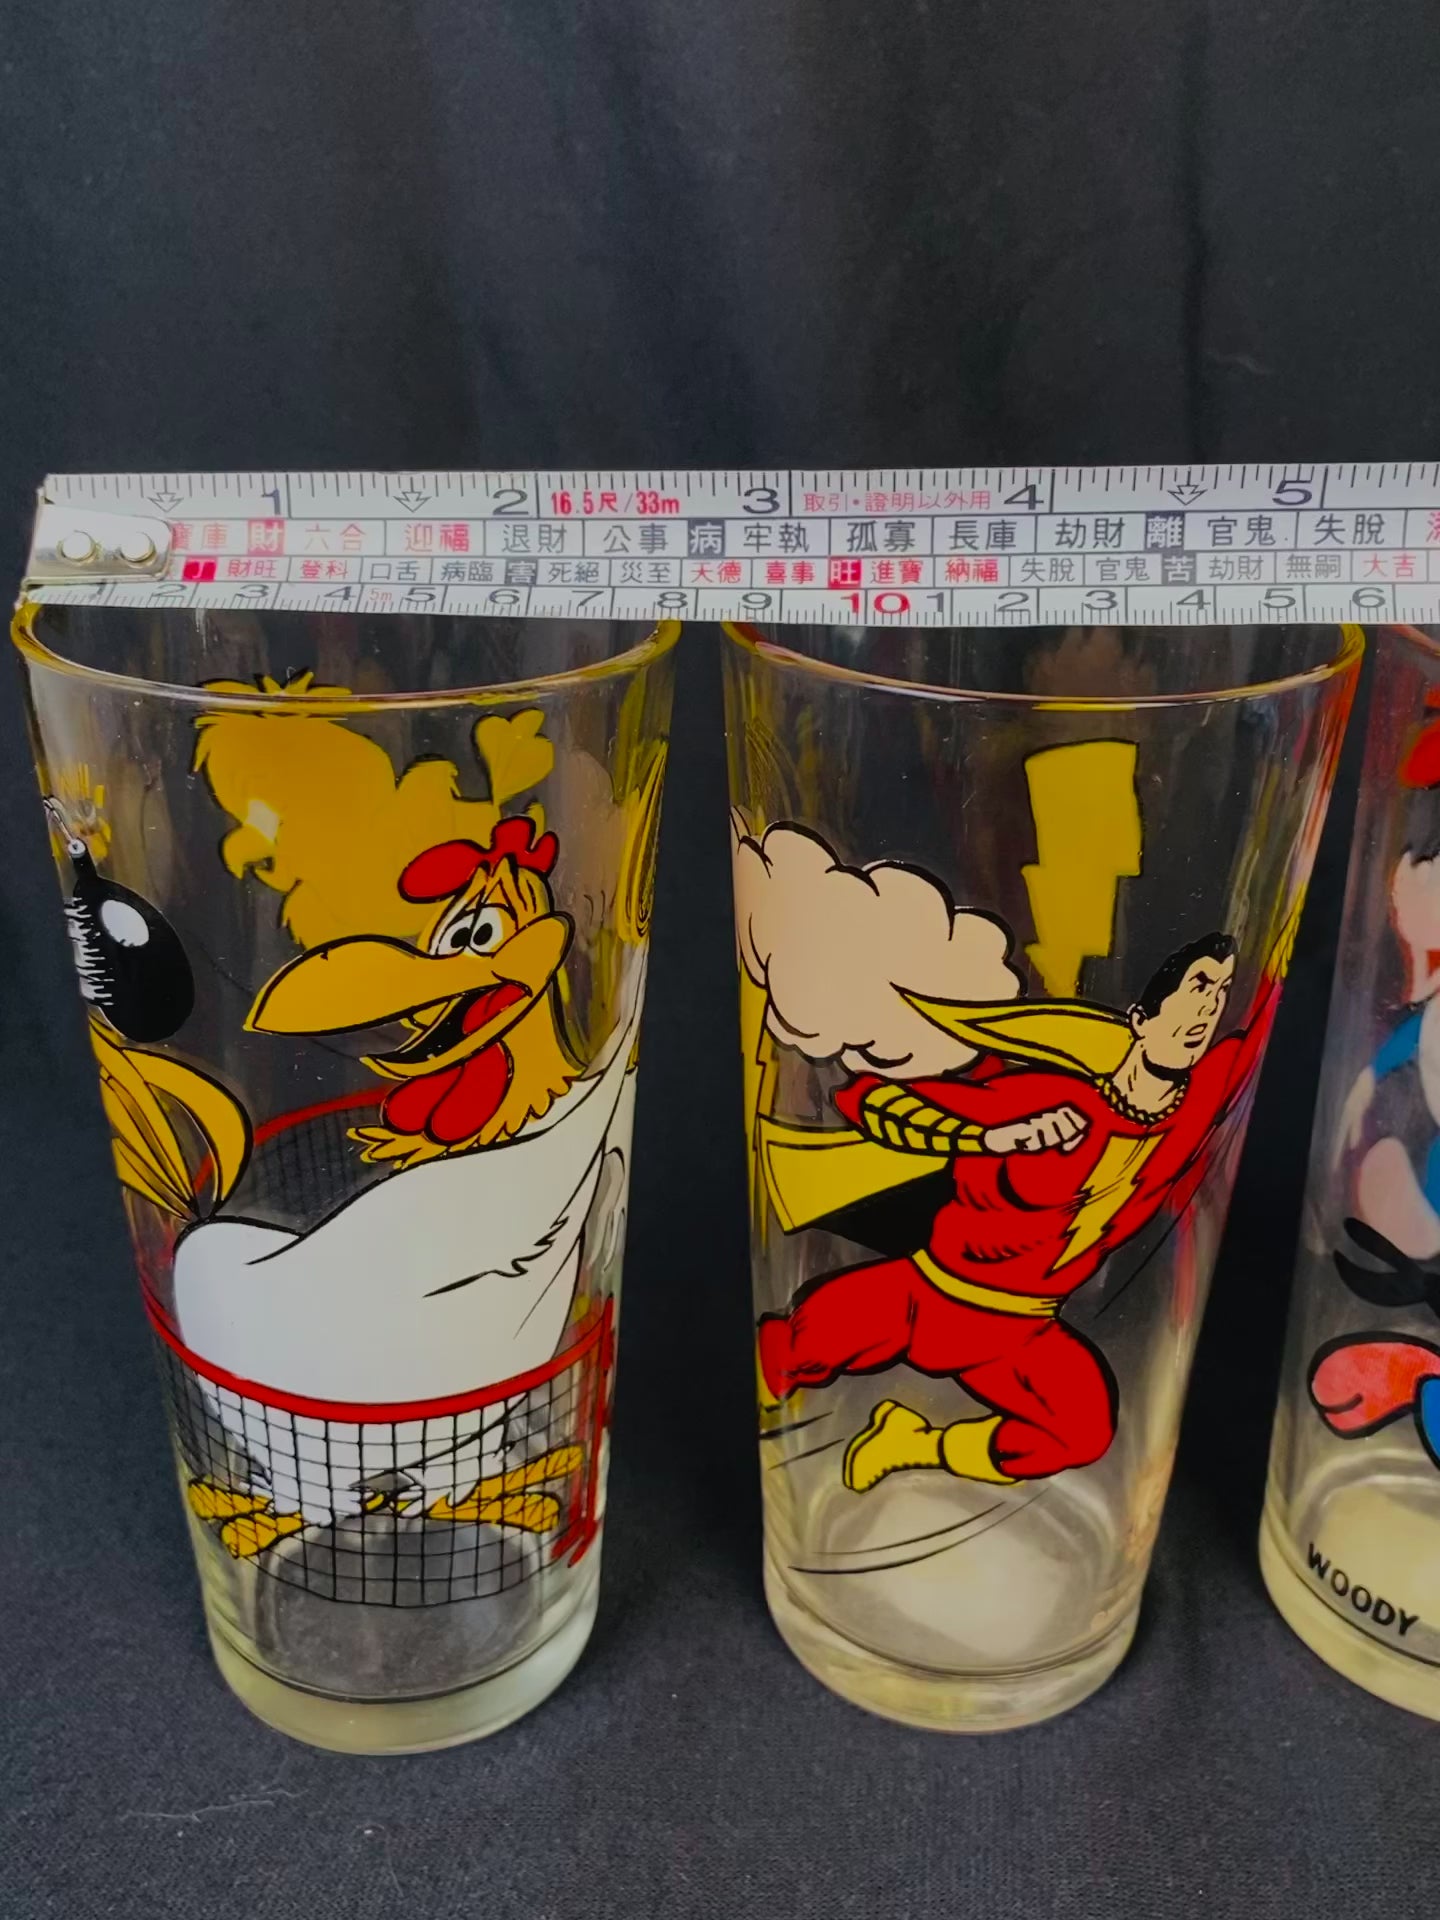 1 2 16.5尺/33m 3 取引・證明以外用 4 5
寶庫 財 六合 迎福 退財 公事 病 牢執 孤寡 長庫 劫財 離 官鬼 失脫
丁 財旺 登科 口舌 病臨 害 死絕 災至 天德 喜事 旺 進寶 納福 失脫 官鬼 苦 劫財 無嗣 大吉
1 2 3 4 5m 5 6 7 8 9 10 1 2 3 4 5 6
WOODY